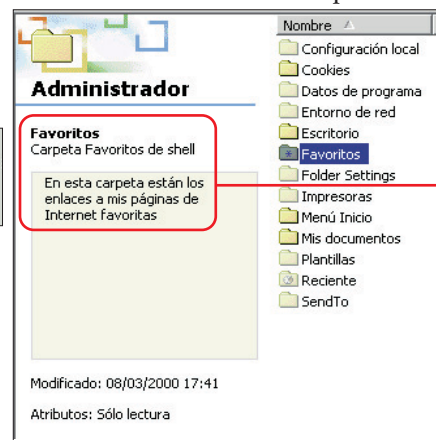 Administrador
Favoritos
Carpeta Favoritos de shell
En esta carpeta están los
enlaces a mis páginas de
Internet favoritas
Modificado: 08/03/2000 17:41
Atributos: Sólo lectura
Nombre
Configuración local
Cookies
Datos de programa
Entorno de red
Escritorio
Favoritos
Folder Settings
Impresoras
Menú Inicio
Mis documentos
Plantillas
Reciente
SendTo